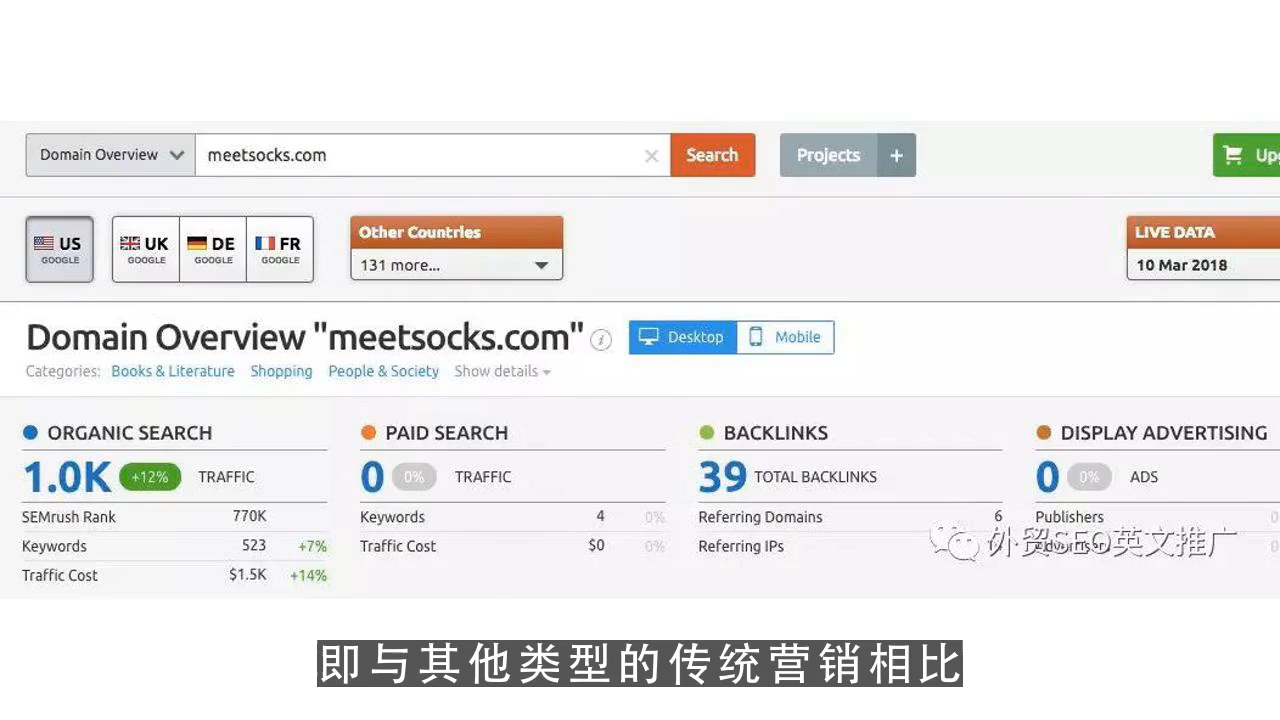 Domain Overview meetsocks.com × Search Projects + Upg
US UK DE FR Other Countries LIVE DATA
GOOGLE GOOGLE GOOGLE GOOGLE 131 more... 10 Mar 2018
Domain Overview "meetsocks.com" i Desktop Mobile
Categories: Books & Literature Shopping People & Society Show details
ORGANIC SEARCH PAID SEARCH BACKLINKS DISPLAY ADVERTISING
1.0K +12% TRAFFIC 0 0% TRAFFIC 39 TOTAL BACKLINKS 0 0% ADS
SEMrush Rank 770K Keywords 4 0% Referring Domains 6 Publishers 0
Keywords 523 +7% Traffic Cost $0 0% Referring IPs 0
Traffic Cost $1.5K +14%
外贸SEO英文推广
即与其他类型的传统营销相比